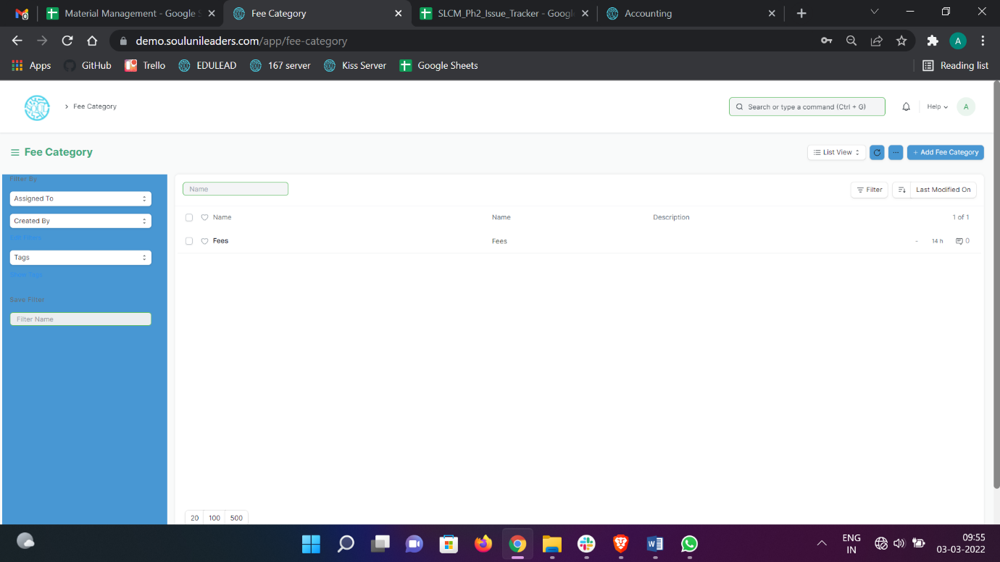 Material Management - Google S
Fee Category
SLCM_Ph2_Issue_Tracker - Googl
Accounting
demo.soulunileaders.com/app/fee-category
A
Apps
GitHub
Trello
EDULEAD
167 server
Kiss Server
Google Sheets
Reading list
SOUL
Fee Category
Search or type a command (Ctrl + G)
Help
A
Fee Category
List View
+ Add Fee Category
Filter By
Assigned To
Created By
Edit Filters
Tags
Show Tags
Save Filter
Filter Name
Name
Filter
Last Modified On
Name Name Description 1 of 1
Fees Fees - 14 h 0
20 100 500
ENG
IN
09:55
03-03-2022